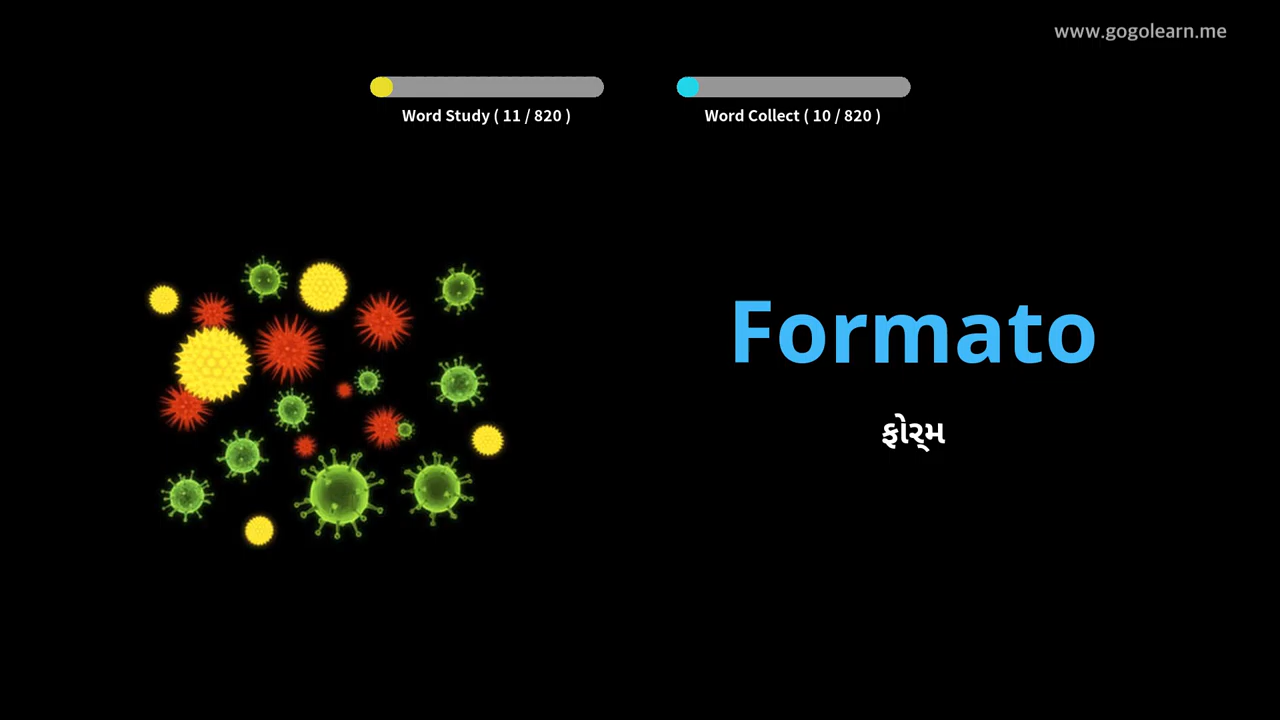 www.gogolearn.me
Word Study ( 11 / 820 )
Word Collect ( 10 / 820 )
Formato
ફોર્મ